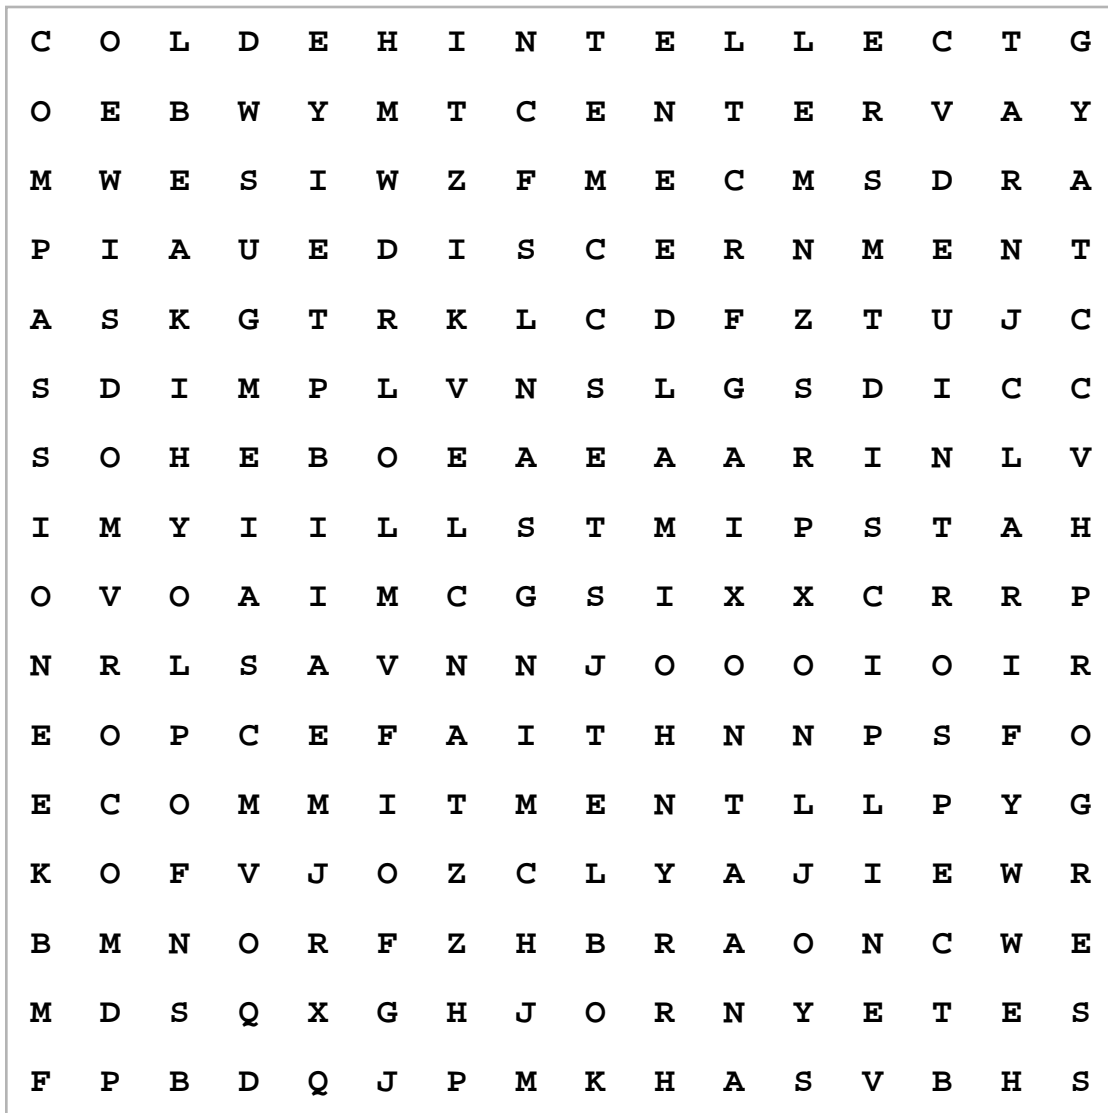 C O L D E H I N T E L L E C T G
O E B W Y M T C E N T E R V A Y
M W E S I W Z F M E C M S D R A
P I A U E D I S C E R N M E N T
A S K G T R K L C D F Z T U J C
S D I M P L V N S L G S D I C C
S O H E B O E A E A A R I N L V
I M Y I I L L S T M I P S T A H
O V O A I M C G S I X X C R R P
N R L S A V N N J O O O I O I R
E O P C E F A I T H N N P S F O
E C O M M I T M E N T L L P Y G
K O F V J O Z C L Y A J I E W R
B M N O R F Z H B R A O N C W E
M D S Q X G H J O R N Y E T E S
F P B D Q J P M K H A S V B H S